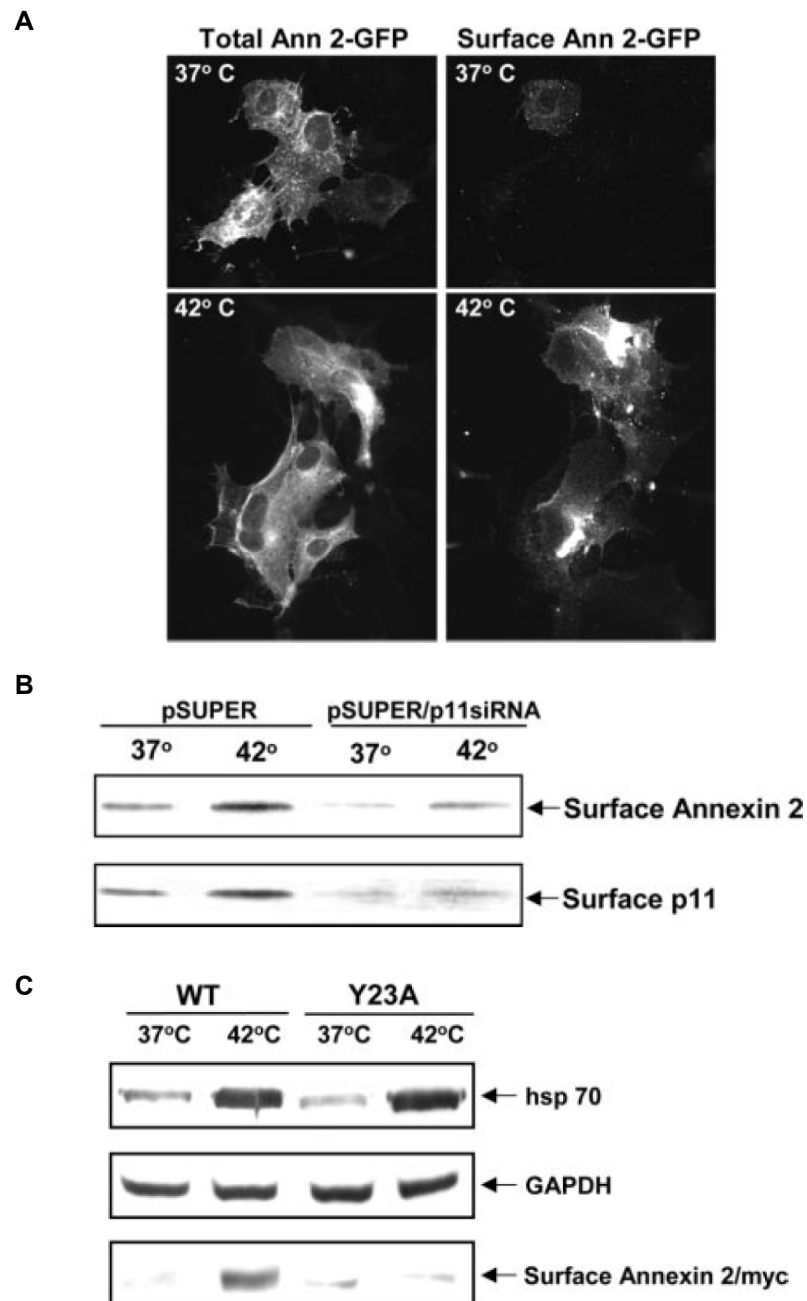 A
Total Ann 2-GFP Surface Ann 2-GFP
37° C 37° C
42° C 42° C
B
pSUPER pSUPER/p11siRNA
37° 42° 37° 42°
Surface Annexin 2
Surface p11
C
WT Y23A
37°C 42°C 37°C 42°C
hsp 70
GAPDH
Surface Annexin 2/myc